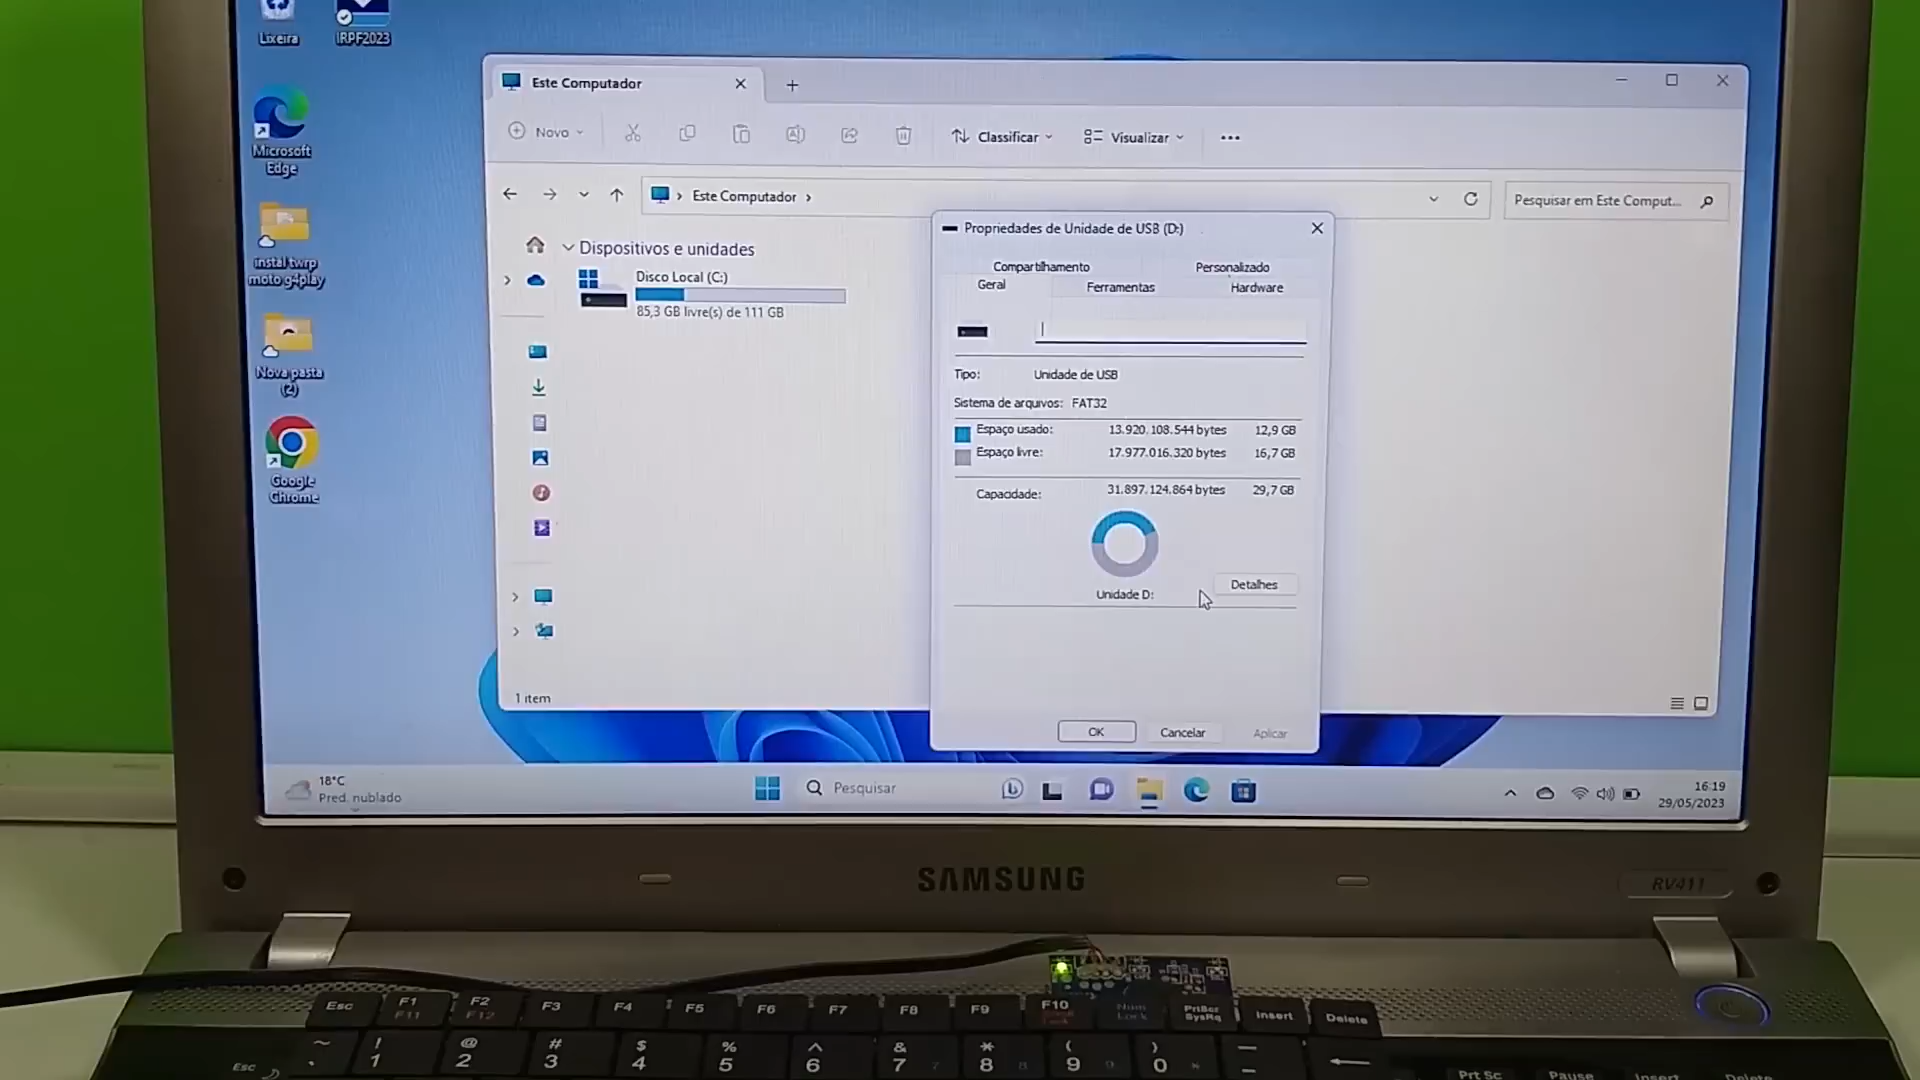 Lixeira
IRPF2023
Microsoft
Edge
instal twrp
moto g4play
Nova pasta
(2)
Google
Chrome
Este Computador
Novo
Classificar
Visualizar
Este Computador
Pesquisar em Este Comput...
Dispositivos e unidades
Disco Local (C:)
85,3 GB livre(s) de 111 GB
1 item
Propriedades de Unidade de USB (D:)
Compartilhamento Personalizado
Geral Ferramentas Hardware
Tipo: Unidade de USB
Sistema de arquivos: FAT32
Espaço usado: 13.920.108.544 bytes 12,9 GB
Espaço livre: 17.977.016.320 bytes 16,7 GB
Capacidade: 31.897.124.864 bytes 29,7 GB
Unidade D:
Detalhes
OK Cancelar Aplicar
18°C
Pred. nublado
Pesquisar
16:19
29/05/2023
SAMSUNG
RV411
Esc F1 F2 F3 F4 F5 F6 F7 F8 F9 F10 Num Lock PrtScr SysRq Insert Delete
F11 F12
~ ! @ # $ % ^ & * ( )
1 2 3 4 5 6 7 8 9 0
Esc
Prt Sc Pause Insert Delete